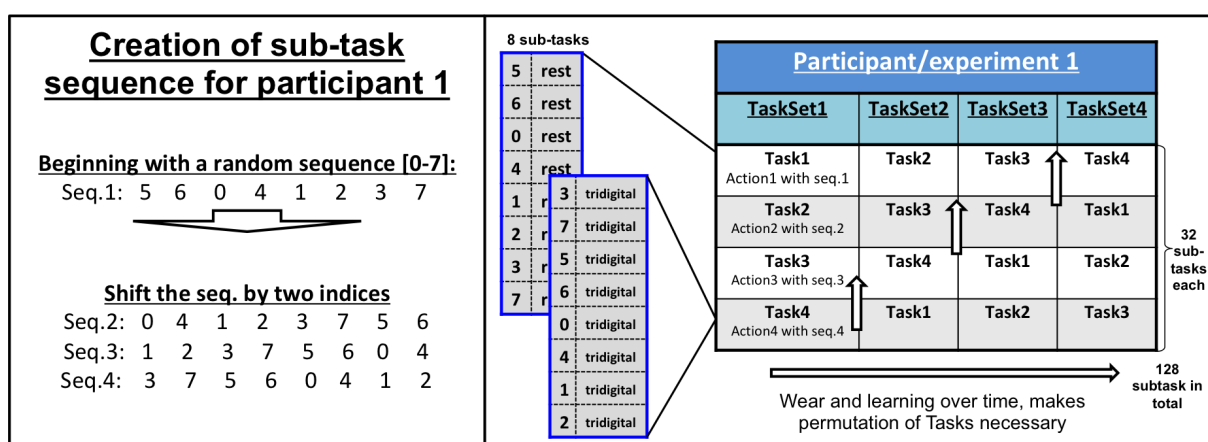 Creation of sub-task
sequence for participant 1
Beginning with a random sequence [0-7]:
Seq.1: 5 6 0 4 1 2 3 7
Shift the seq. by two indices
Seq.2: 0 4 1 2 3 7 5 6
Seq.3: 1 2 3 7 5 6 0 4
Seq.4: 3 7 5 6 0 4 1 2
8 sub-tasks
5 rest
6 rest
0 rest
4 rest
1 r
2 r
3 r
7 r
3 tridigital
7 tridigital
5 tridigital
6 tridigital
0 tridigital
4 tridigital
1 tridigital
2 tridigital
Participant/experiment 1
TaskSet1 TaskSet2 TaskSet3 TaskSet4
Task1 Task2 Task3 Task4
Action1 with seq.1
Task2 Task3 Task4 Task1
Action2 with seq.2
Task3 Task4 Task1 Task2
Action3 with seq.3
Task4 Task1 Task2 Task3
Action4 with seq.4
32
sub-
tasks
each
128
subtask in
total
Wear and learning over time, makes
permutation of Tasks necessary